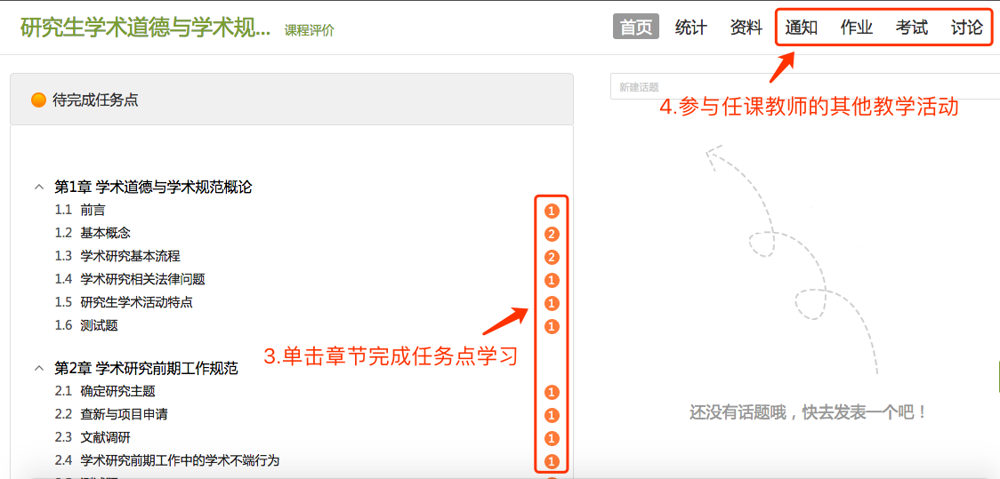 研究生学术道德与学术规... 课程评价
首页 统计 资料 通知 作业 考试 讨论
待完成任务点
新建话题
4.参与任课教师的其他教学活动
第1章 学术道德与学术规范概论
1.1 前言 1
1.2 基本概念 2
1.3 学术研究基本流程 2
1.4 学术研究相关法律问题 1
1.5 研究生学术活动特点 1
1.6 测试题 1
3.单击章节完成任务点学习
第2章 学术研究前期工作规范
2.1 确定研究主题 1
2.2 查新与项目申请 1
2.3 文献调研 1
2.4 学术研究前期工作中的学术不端行为 1
还没有话题哦，快去发表一个吧！